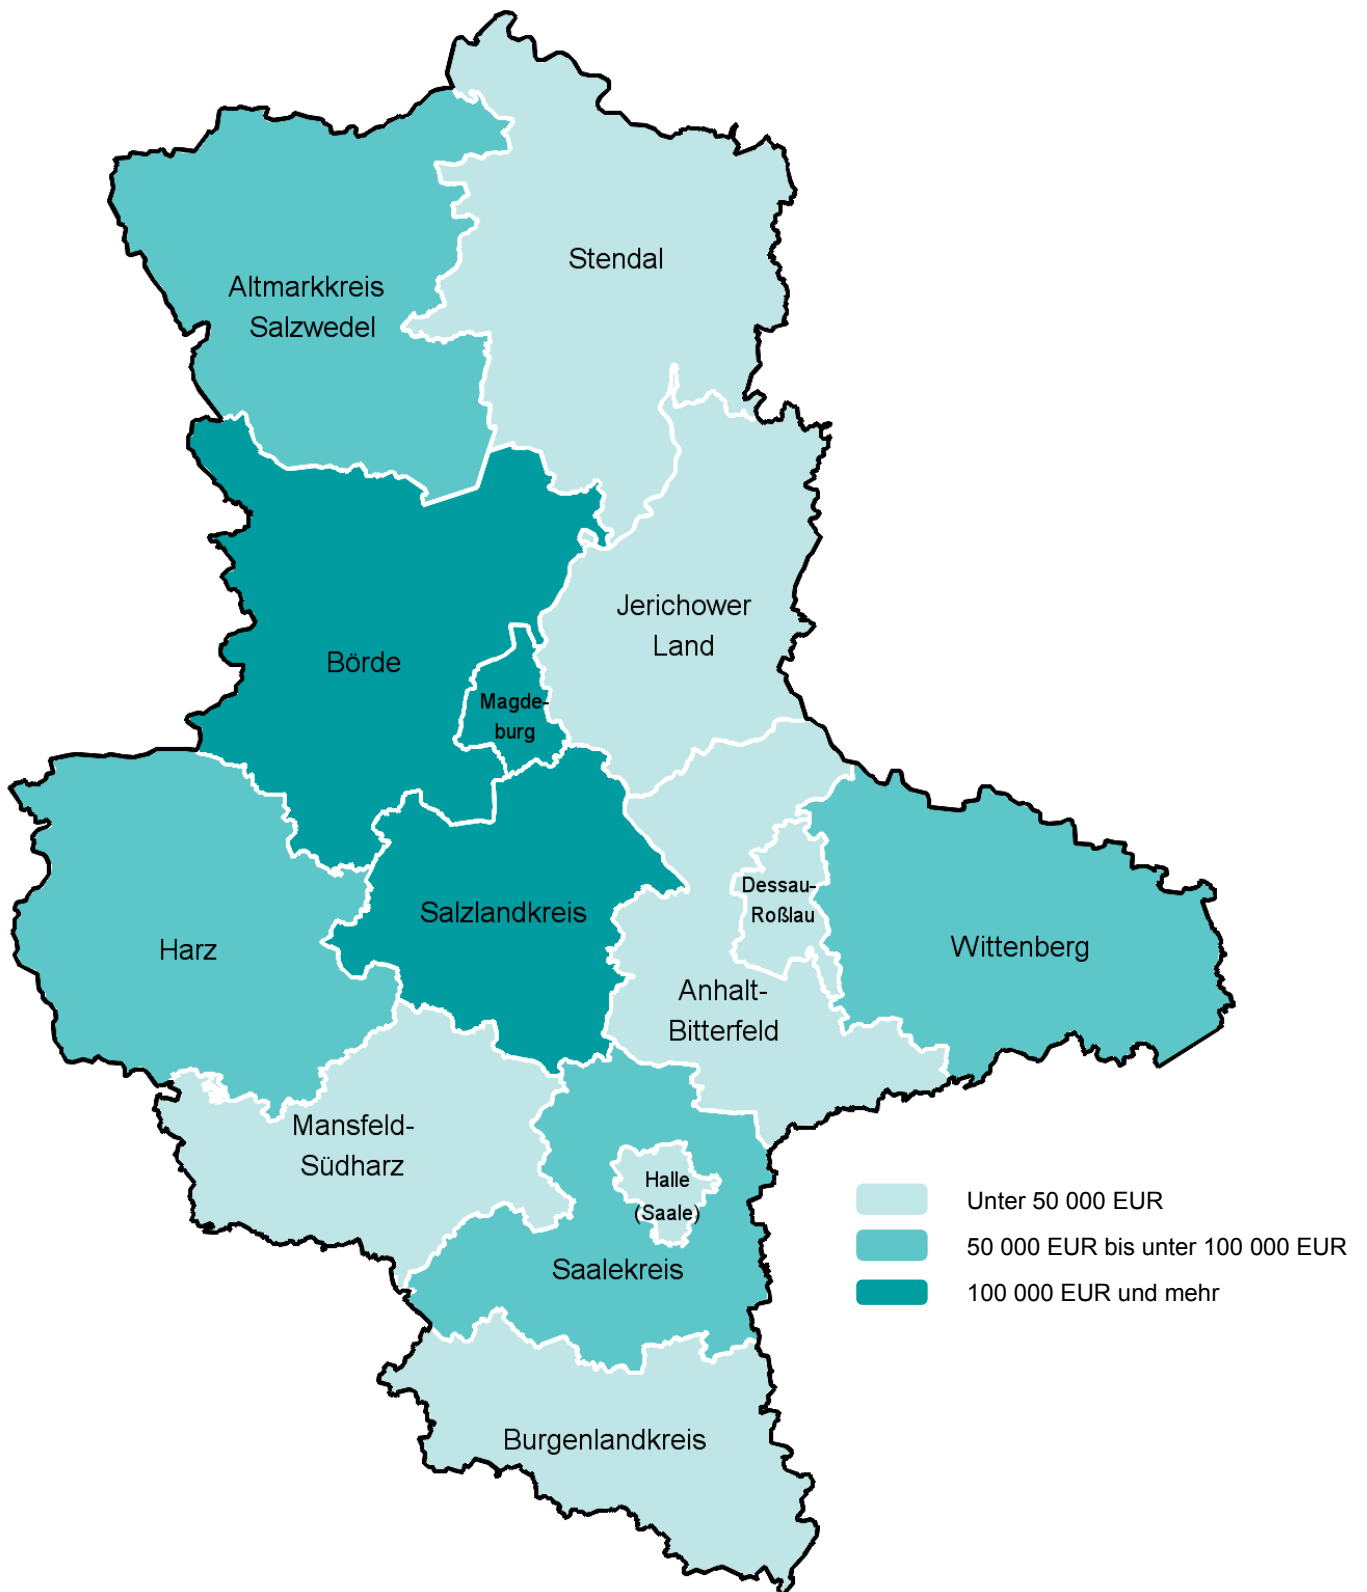 Stendal
Altmarkkreis
Salzwedel
Jerichower
Land
Börde
Magde-
burg
Dessau-
Roßlau
Salzlandkreis
Wittenberg
Harz
Anhalt-
Bitterfeld
Mansfeld-
Südharz
Halle
(Saale)
Saalekreis
Burgenlandkreis
Unter 50 000 EUR
50 000 EUR bis unter 100 000 EUR
100 000 EUR und mehr